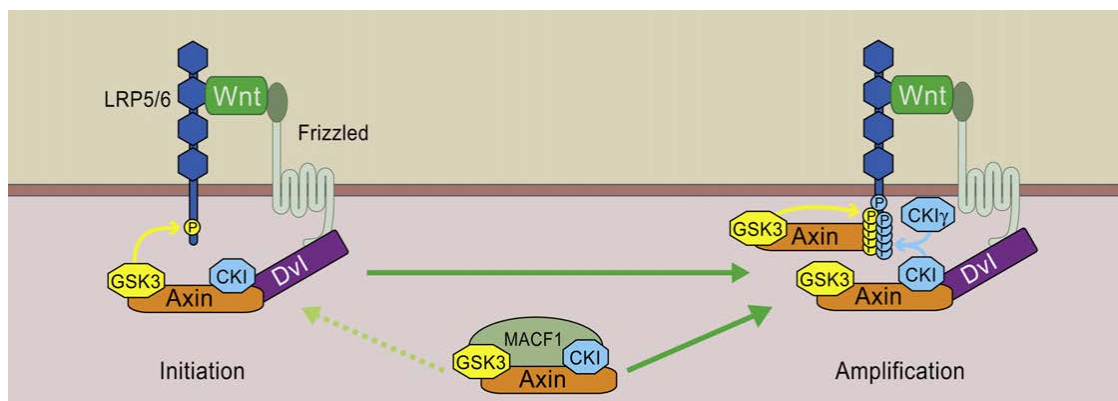 LRP5/6
Wnt
Frizzled
P
GSK3
CKI
Axin
Dvl
Initiation
MACF1
GSK3
CKI
Axin
Wnt
P
P
P
P
P
P
P
P
P
P
P
CKIγ
GSK3
Axin
GSK3
CKI
Axin
Dvl
Amplification